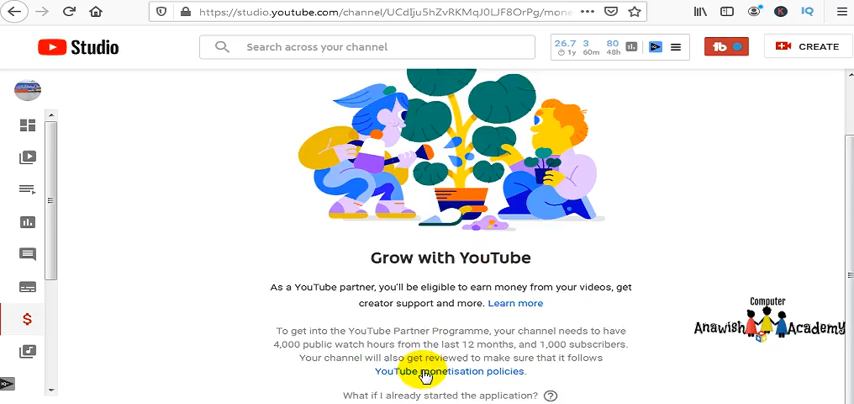 https://studio.youtube.com/channel/UCdIju5hZvRKMqJ0LJF8OrPg/mone
IQ
Studio
Search across your channel
26.7 3 80
1y 60m 48h
tb
CREATE
Grow with YouTube
As a YouTube partner, you'll be eligible to earn money from your videos, get
creator support and more. Learn more
To get into the YouTube Partner Programme, your channel needs to have
4,000 public watch hours from the last 12 months, and 1,000 subscribers.
Your channel will also get reviewed to make sure that it follows
YouTube monetisation policies.
What if I already started the application? ?
Computer
Anawish Academy